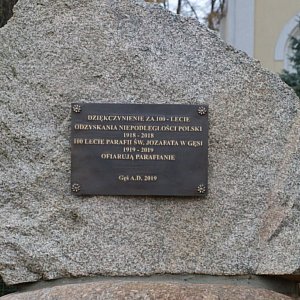 DZIĘKCZYNIENIE ZA 100 - LECIE
ODZYSKANIA NIEPODLEGŁOŚCI POLSKI
1918 - 2018
100 LECIE PARAFII ŚW. JOZAFATA W GĘSI
1919 - 2019
OFIARUJĄ PARAFIANIE
Gęś A.D. 2019